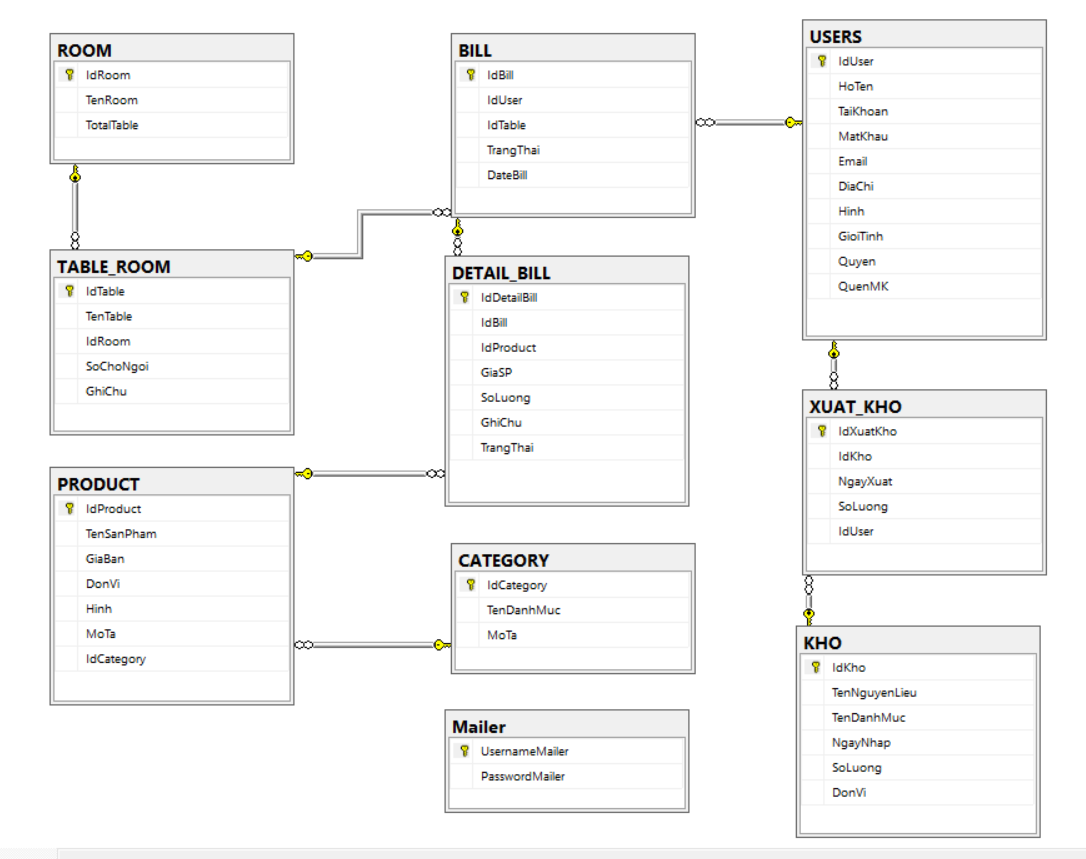 ROOM
IdRoom
TenRoom
TotalTable
BILL
IdBill
IdUser
IdTable
TrangThai
DateBill
USERS
IdUser
HoTen
TaiKhoan
MatKhau
Email
DiaChi
Hinh
GioiTinh
Quyen
QuenMK
TABLE_ROOM
IdTable
TenTable
IdRoom
SoChoNgoi
GhiChu
DETAIL_BILL
IdDetailBill
IdBill
IdProduct
GiaSP
SoLuong
GhiChu
TrangThai
XUAT_KHO
IdXuatKho
IdKho
NgayXuat
SoLuong
IdUser
PRODUCT
IdProduct
TenSanPham
GiaBan
DonVi
Hinh
MoTa
IdCategory
CATEGORY
IdCategory
TenDanhMuc
MoTa
KHO
IdKho
TenNguyenLieu
TenDanhMuc
NgayNhap
SoLuong
DonVi
Mailer
UsernameMailer
PasswordMailer